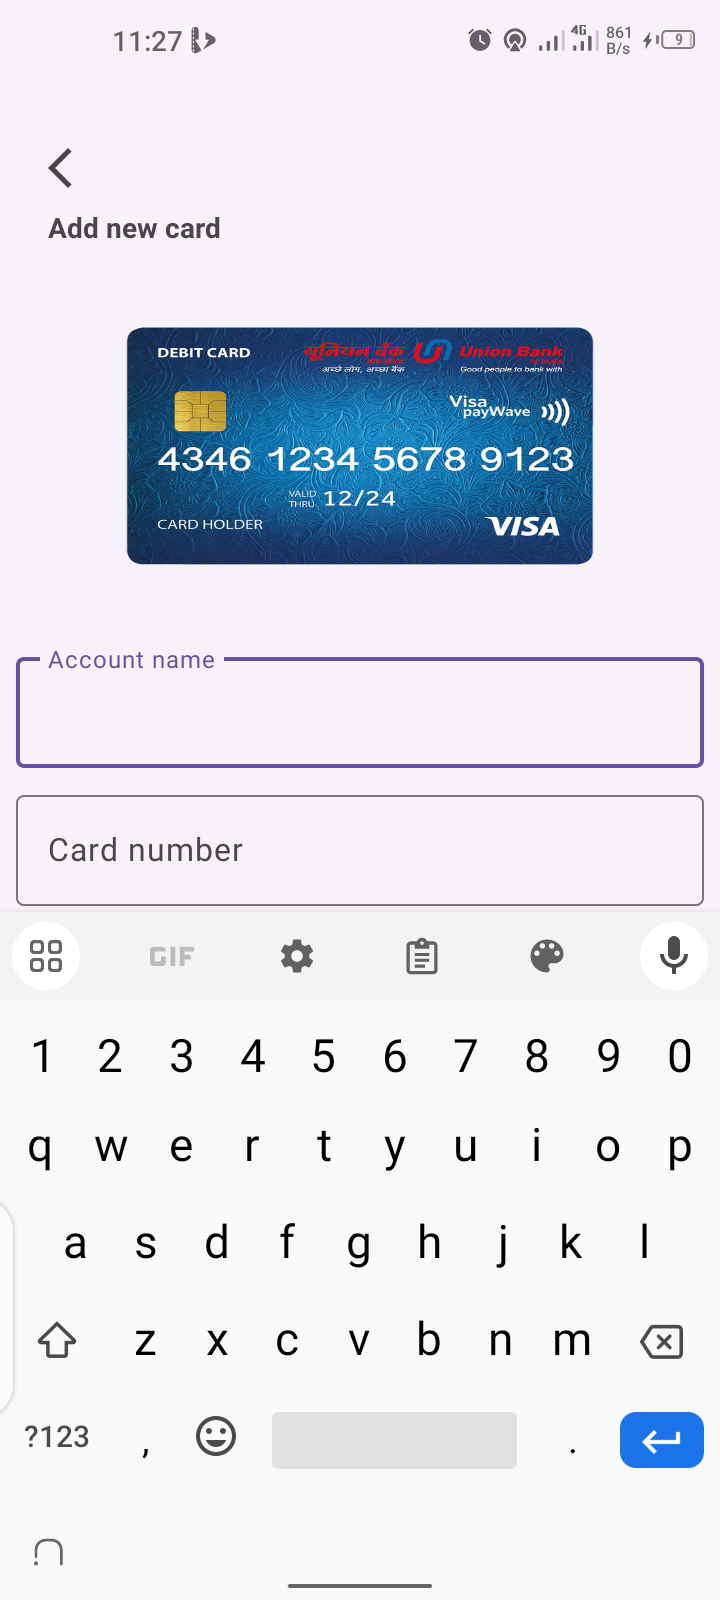 11:27
4G 861 B/s 9
Add new card
DEBIT CARD यूनियन बैंक Union Bank
अच्छे लोग, अच्छा बैंक Good people to bank with
Visa
payWave
4346 1234 5678 9123
VALID THRU 12/24
CARD HOLDER VISA
Account name
Card number
GIF
1 2 3 4 5 6 7 8 9 0
q w e r t y u i o p
a s d f g h j k l
z x c v b n m
?123 , .